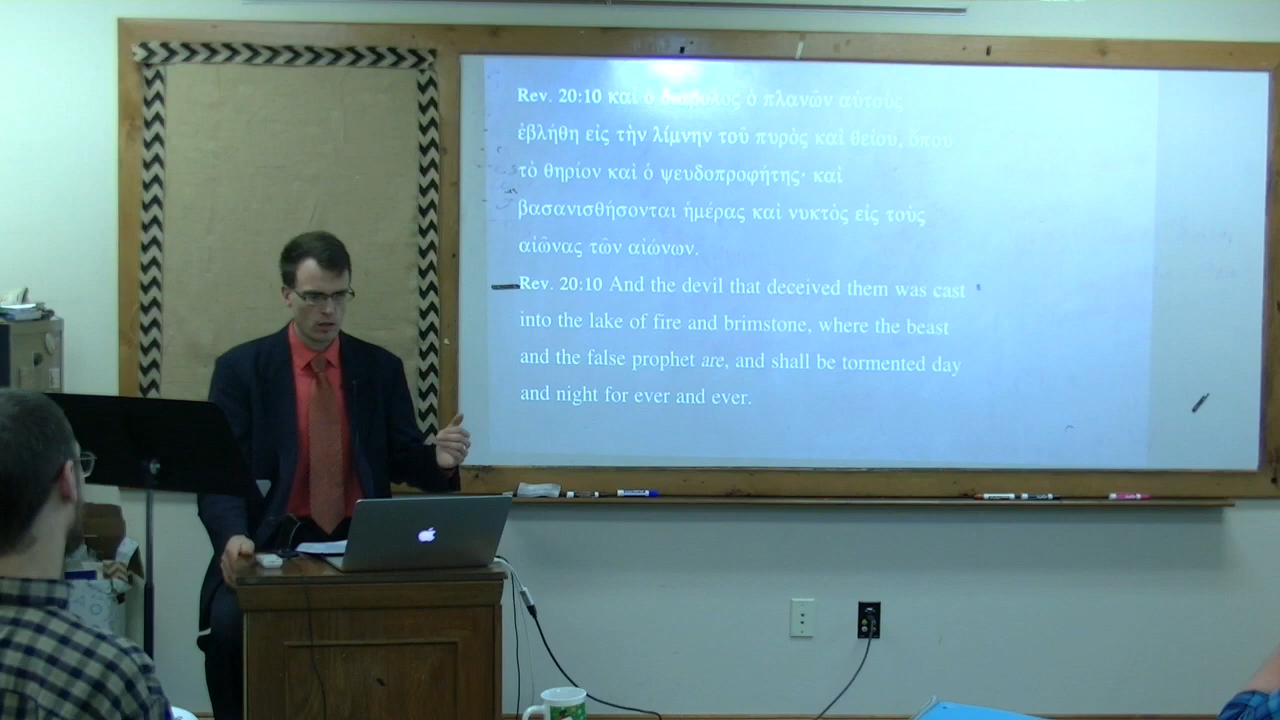 Rev. 20:10 καὶ ὁ διάβολος ὁ πλανῶν αὐτοὺς
ἐβλήθη εἰς τὴν λίμνην τοῦ πυρὸς καὶ θείου, ὅπου
τὸ θηρίον καὶ ὁ ψευδοπροφήτης· καὶ
βασανισθήσονται ἡμέρας καὶ νυκτὸς εἰς τοὺς
αἰῶνας τῶν αἰώνων.
Rev. 20:10 And the devil that deceived them was cast
into the lake of fire and brimstone, where the beast
and the false prophet are, and shall be tormented day
and night for ever and ever.